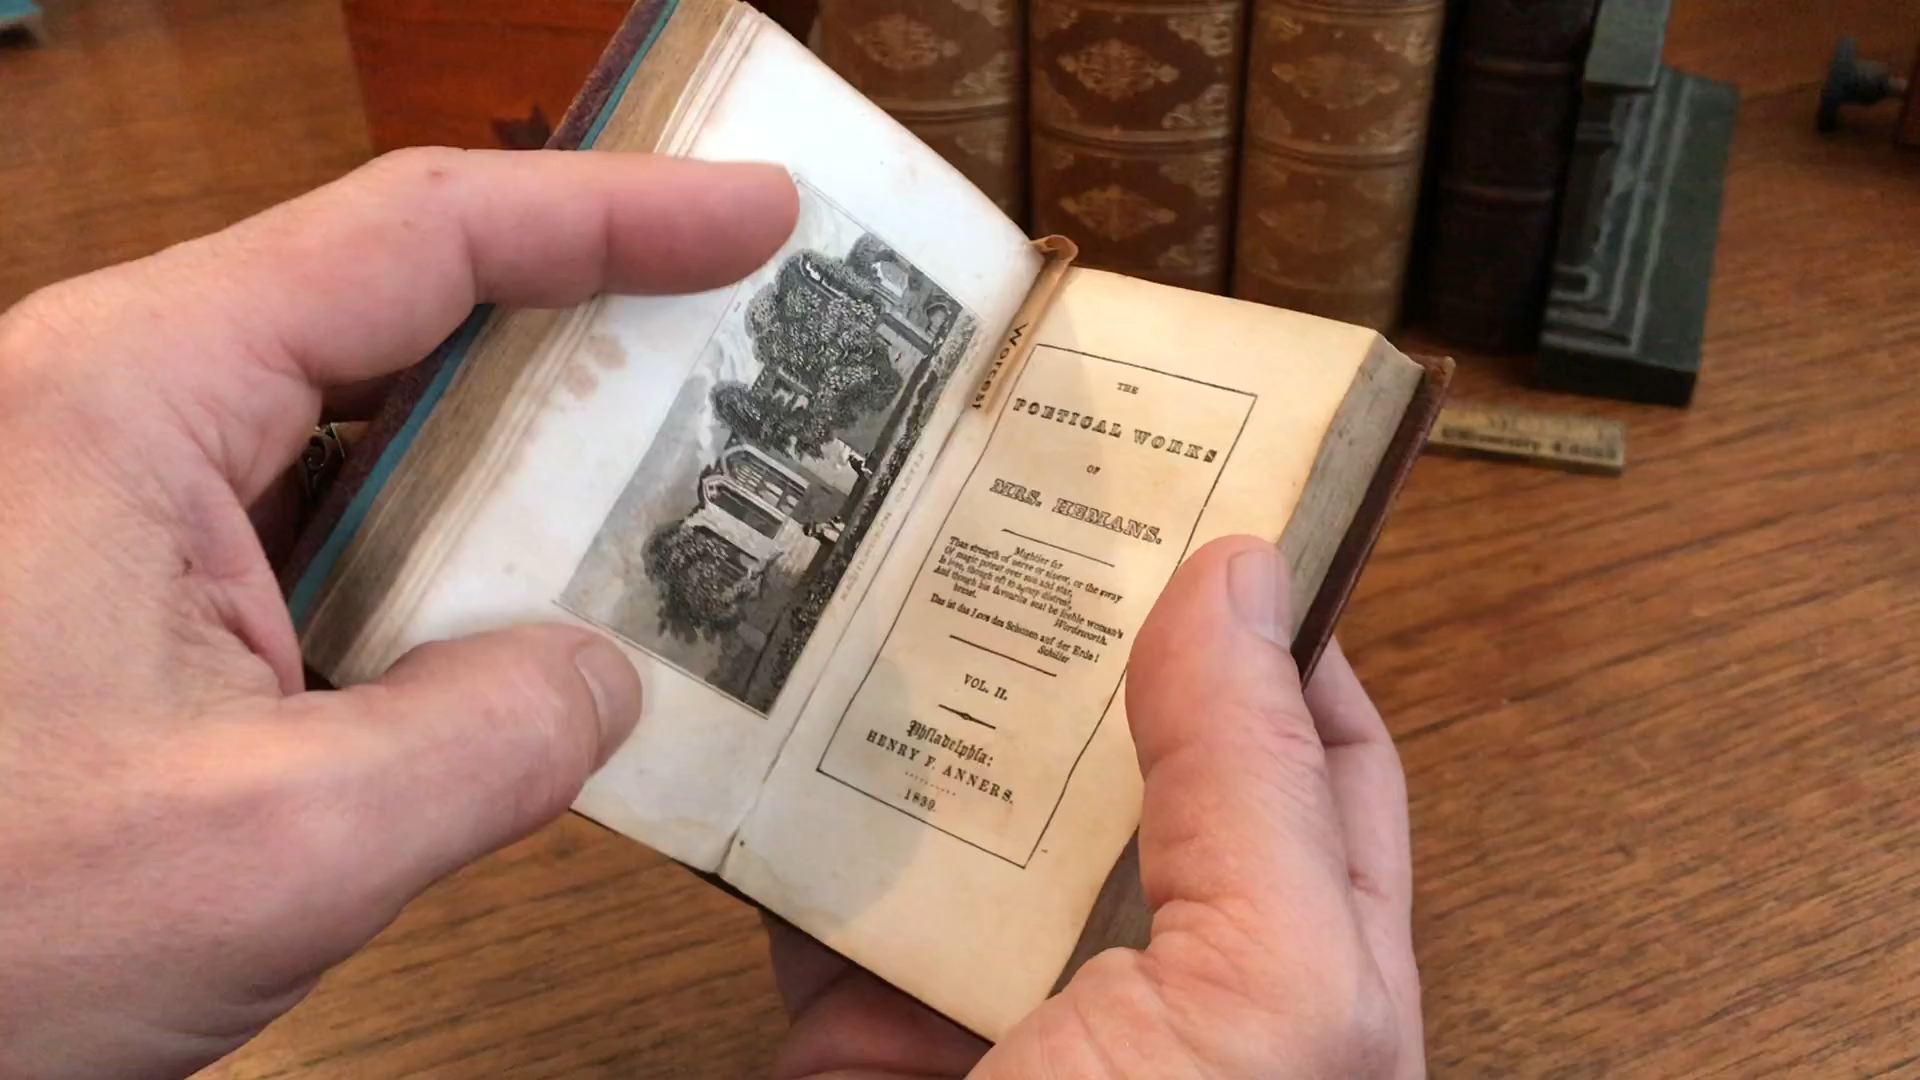 Worcest
THE
POETICAL WORKS
OF
MRS. HEMANS.
Mightier far
Than strength of nerve or sinew, or the sway
Of magic potent over sun and star,
Is love, though oft to agony distrest,
And though his favourite seat be feeble woman's
breast.
Wordsworth.
Das ist das Loos des Schonen auf der Erde!
Schiller
VOL. II.
Philadelphia:
HENRY F. ANNERS.
1839.